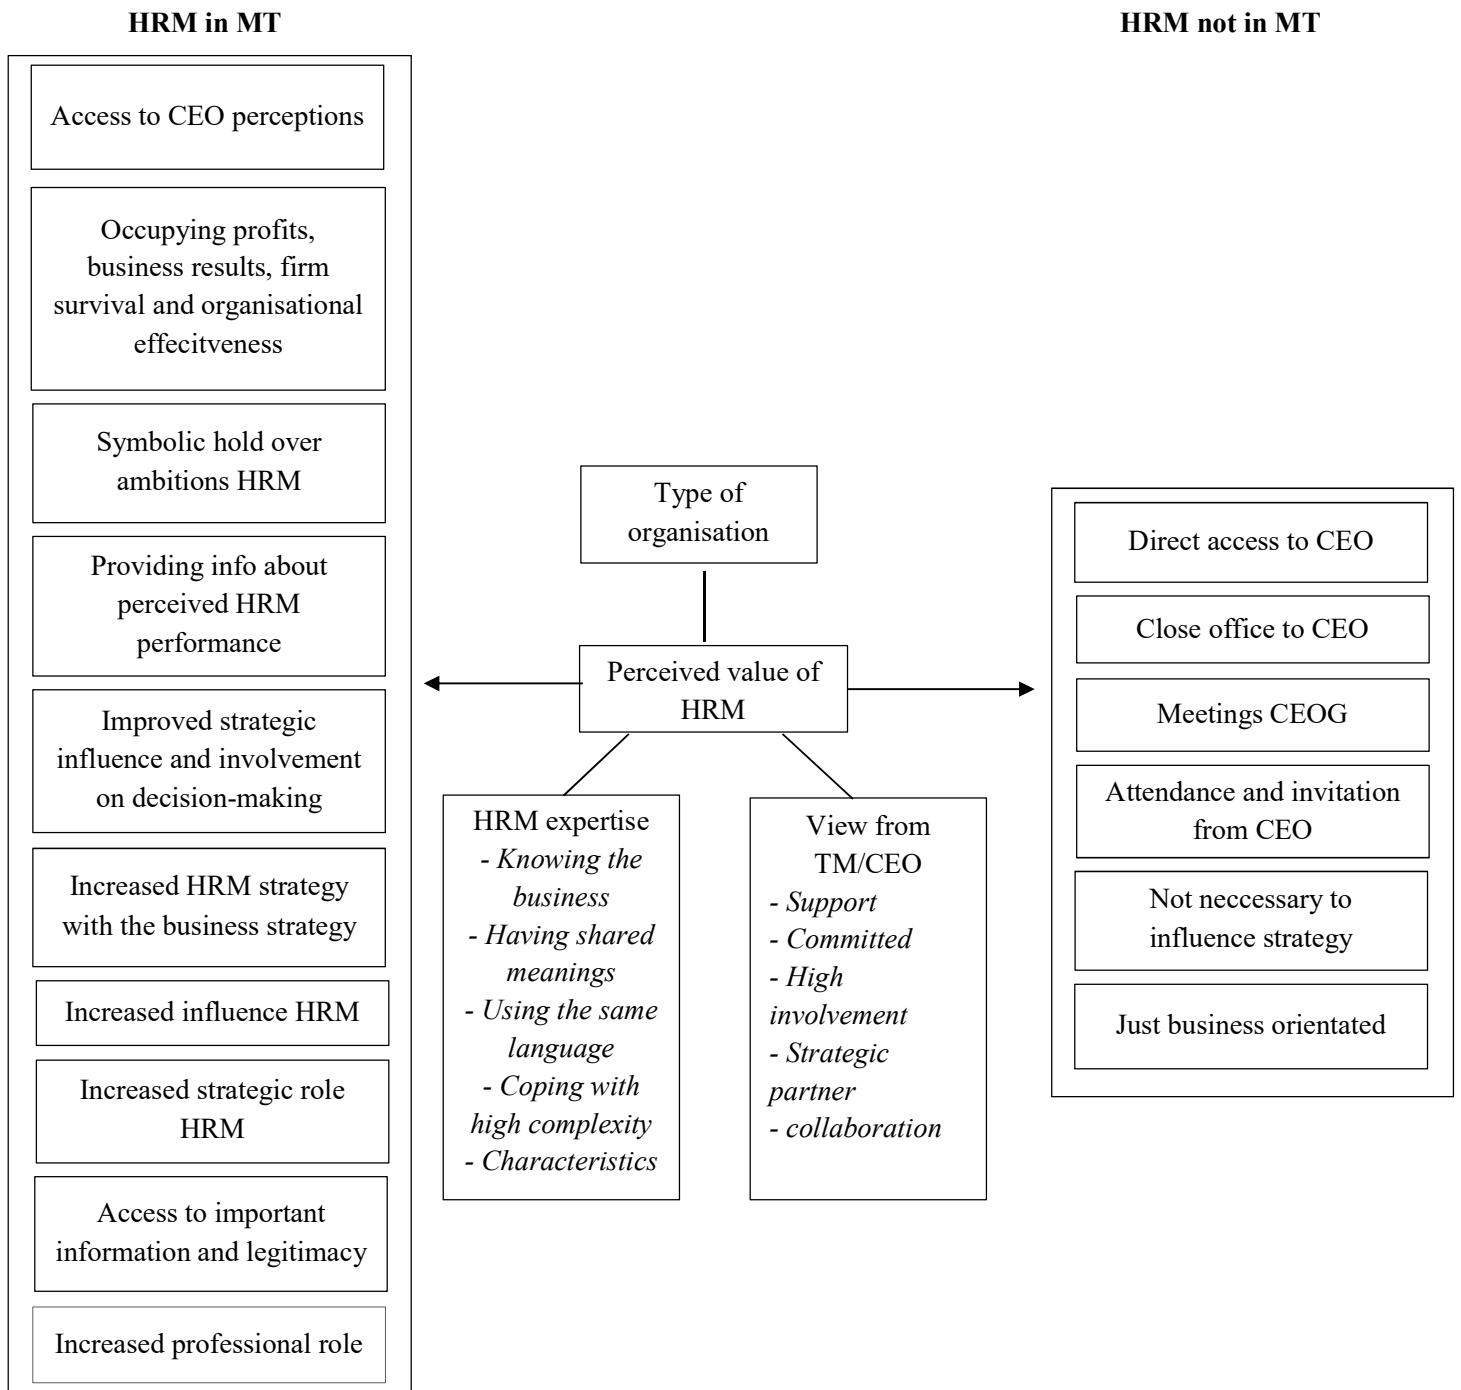 HRM in MT
HRM not in MT
Access to CEO perceptions
Occupying profits,
business results, firm
survival and organisational
effecitveness
Symbolic hold over
ambitions HRM
Providing info about
perceived HRM
performance
Improved strategic
influence and involvement
on decision-making
Increased HRM strategy
with the business strategy
Increased influence HRM
Increased strategic role
HRM
Access to important
information and legitimacy
Increased professional role
Type of
organisation
Perceived value of
HRM
HRM expertise
- Knowing the
business
- Having shared
meanings
- Using the same
language
- Coping with
high complexity
- Characteristics
View from
TM/CEO
- Support
- Committed
- High
involvement
- Strategic
partner
- collaboration
Direct access to CEO
Close office to CEO
Meetings CEOG
Attendance and invitation
from CEO
Not neccessary to
influence strategy
Just business orientated